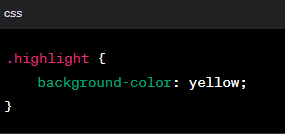 css
.highlight {
    background-color: yellow;
}